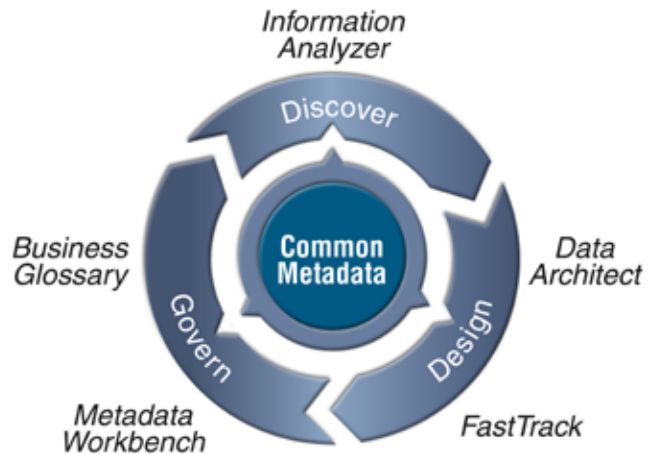 Information
Analyzer
Discover
Business
Glossary
Common
Metadata
Data
Architect
Govern
Design
Metadata
Workbench
FastTrack